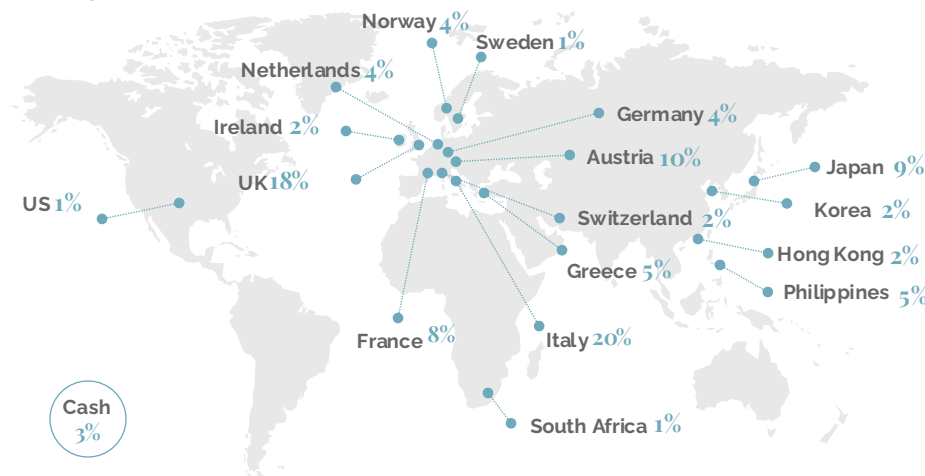 Norway 4%
Sweden 1%
Netherlands 4%
Germany 4%
Ireland 2%
Austria 10%
Japan 9%
UK 18%
US 1%
Korea 2%
Switzerland 2%
Hong Kong 2%
Greece 5%
Philippines 5%
France 8%
Italy 20%
Cash
3%
South Africa 1%